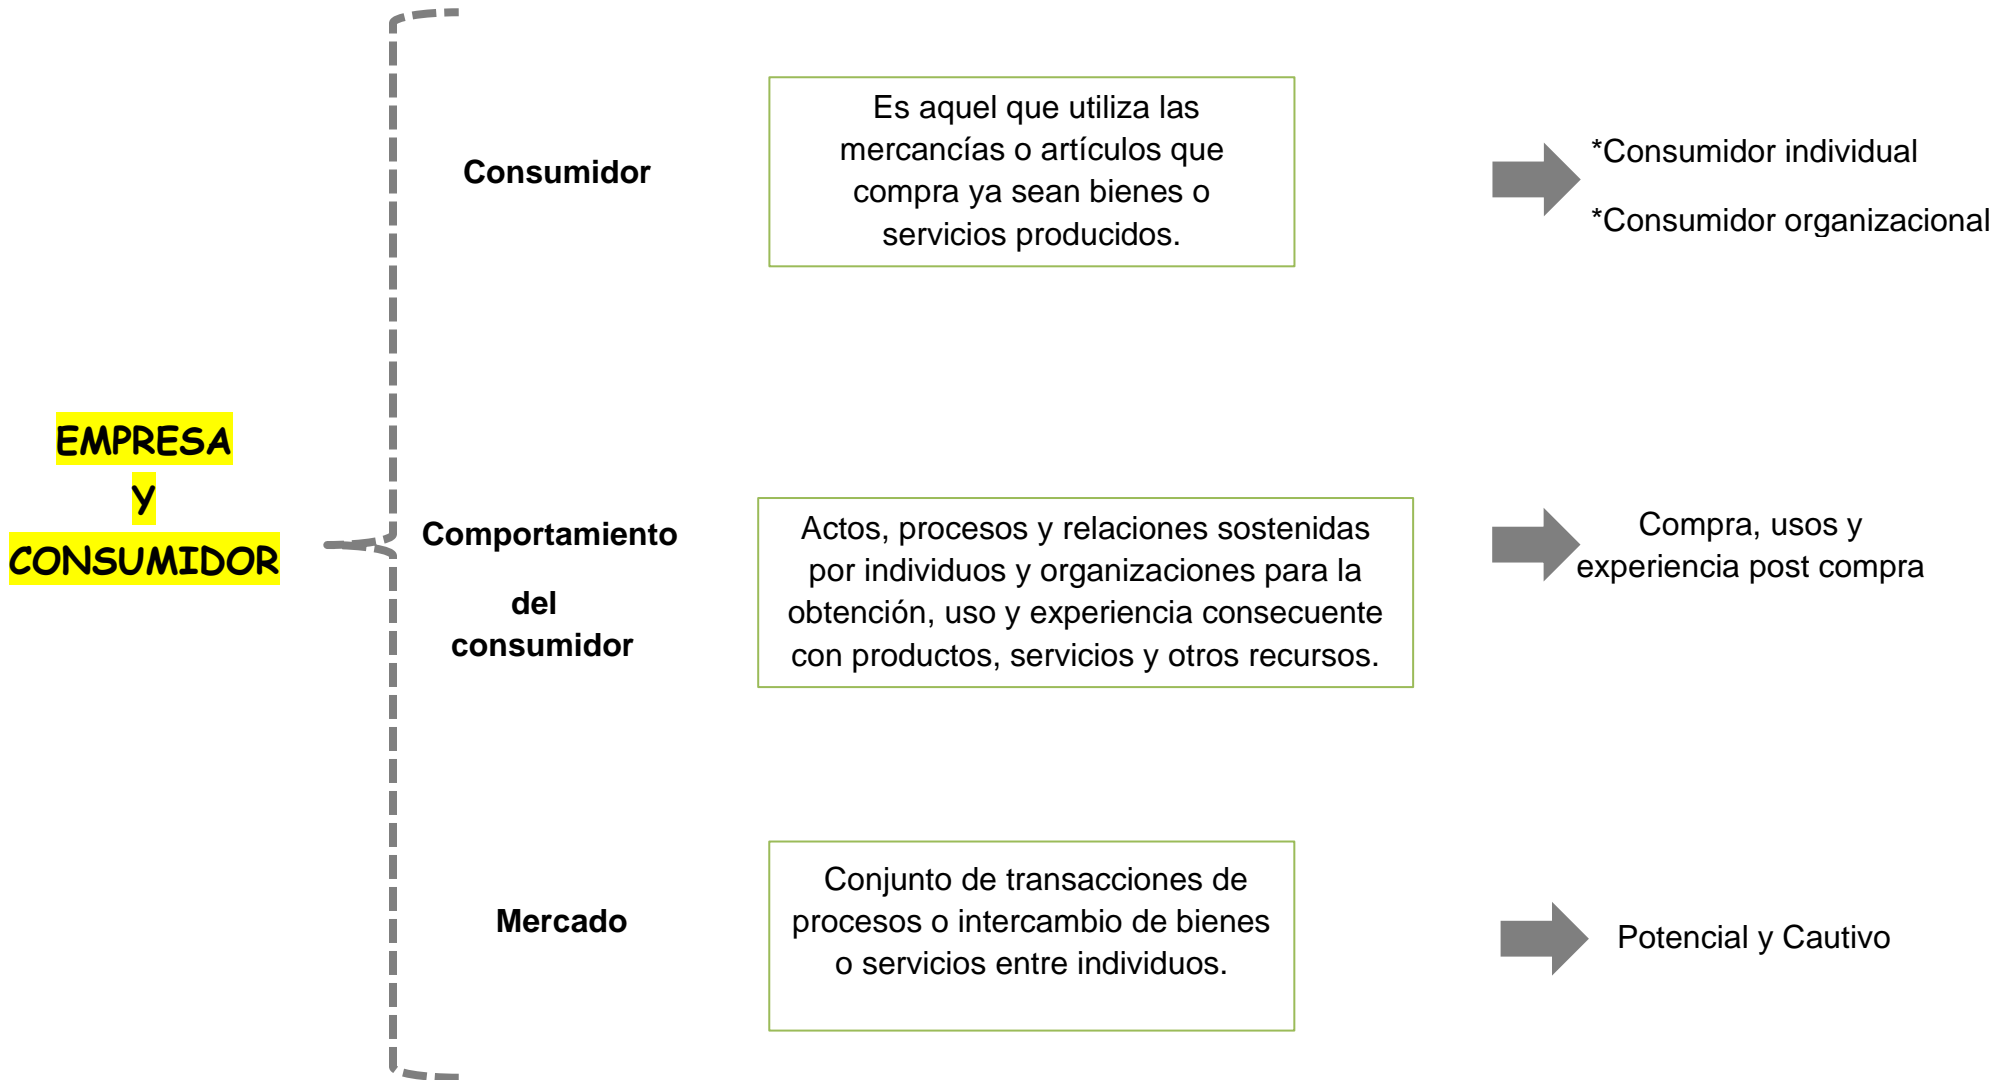 EMPRESA
Y
CONSUMIDOR
Consumidor
Es aquel que utiliza las
mercancías o artículos que
compra ya sean bienes o
servicios producidos.
*Consumidor individual
*Consumidor organizacional
Comportamiento
del
consumidor
Actos, procesos y relaciones sostenidas
por individuos y organizaciones para la
obtención, uso y experiencia consecuente
con productos, servicios y otros recursos.
Compra, usos y
experiencia post compra
Mercado
Conjunto de transacciones de
procesos o intercambio de bienes
o servicios entre individuos.
Potencial y Cautivo